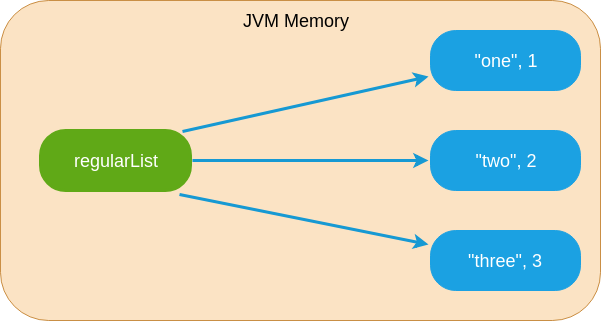 JVM Memory
"one", 1
regularList
"two", 2
"three", 3